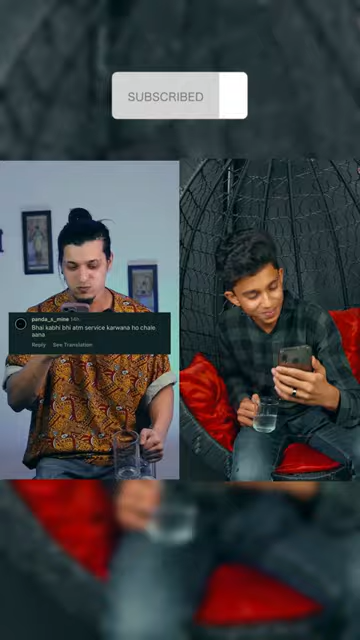 SUBSCRIBED
panda_x_mine 14h
Bhai kabhi bhi atm service karwana ho chale
aana
Reply See Translation